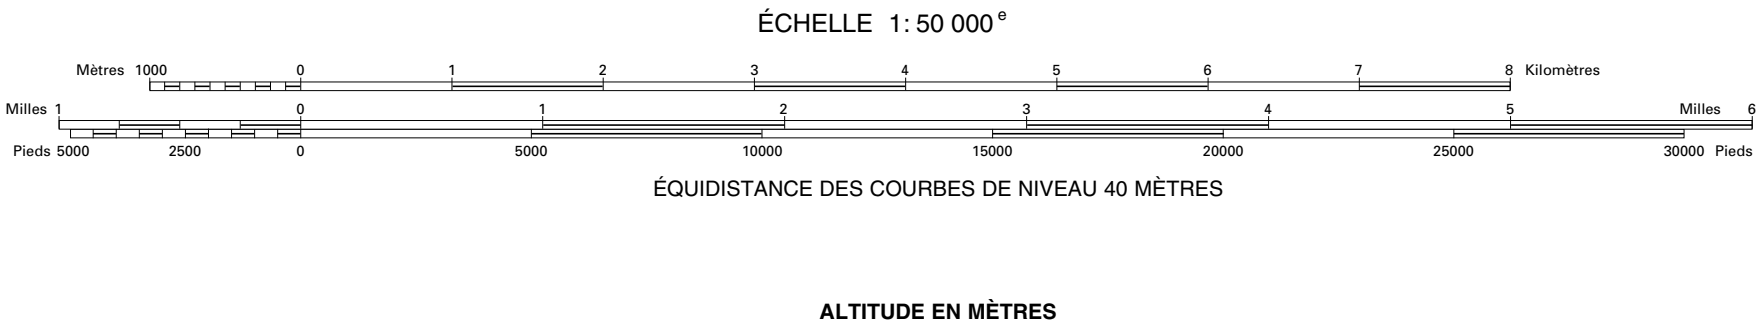 ÉCHELLE 1: 50 000 e
Mètres 1000 0 1 2 3 4 5 6 7 8 Kilomètres
Milles 1 0 1 2 3 4 5 Milles 6
Pieds 5000 2500 0 5000 10000 15000 20000 25000 30000 Pieds
ÉQUIDISTANCE DES COURBES DE NIVEAU 40 MÈTRES
ALTITUDE EN MÈTRES